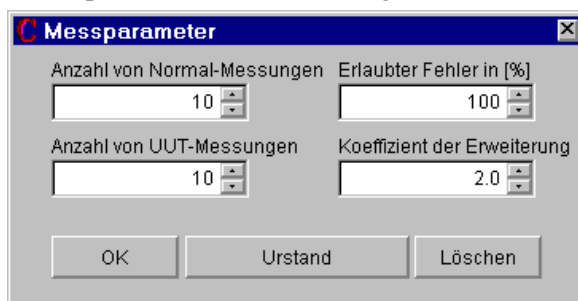 Messparameter
Anzahl von Normal-Messungen Erlaubter Fehler in [%]
10 100
Anzahl von UUT-Messungen Koeffizient der Erweiterung
10 2.0
OK Urstand Löschen